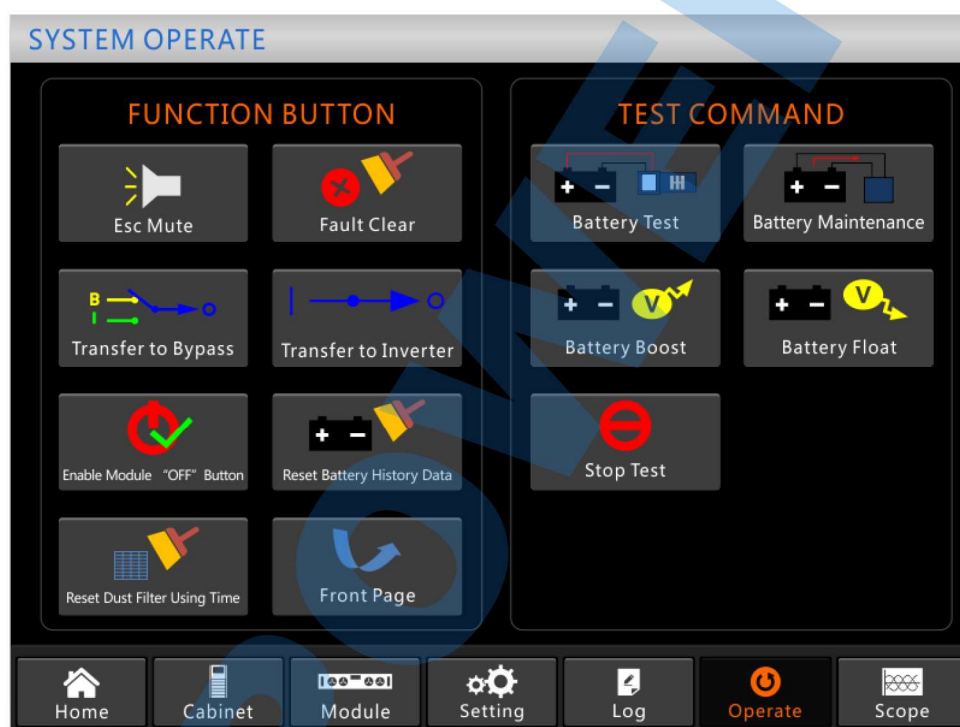 SYSTEM OPERATE
FUNCTION BUTTON
Esc Mute
Fault Clear
B
I
O
Transfer to Bypass
I
O
Transfer to Inverter
Enable Module "OFF" Button
+ -
Reset Battery History Data
Reset Dust Filter Using Time
Front Page
TEST COMMAND
+ -
Battery Test
+ -
Battery Maintenance
+ - V
Battery Boost
+ - V
Battery Float
Stop Test
Home
Cabinet
Module
Setting
Log
Operate
Scope